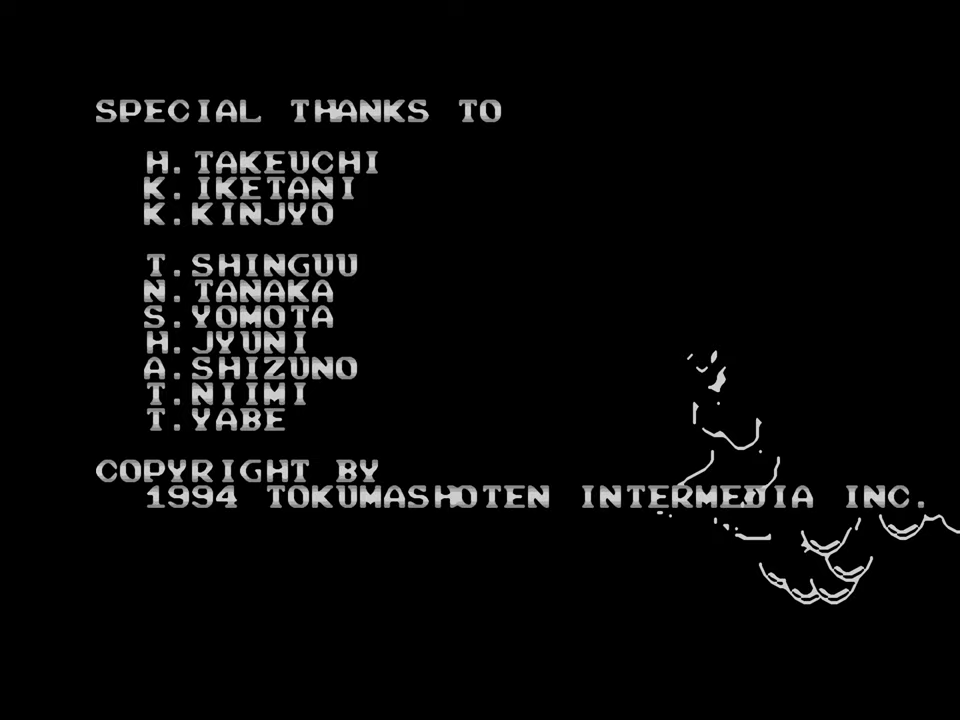 SPECIAL THANKS TO
H. TAKEUCHI
K. IKETANI
K.KINJYO
T.SHINGUU
N.TANAKA
S.YOMOTA
H.JYUNI
A.SHIZUNO
T.NIIMI
T.YABE
COPYRIGHT BY
1994 TOKUMASHOTEN INTERMEDIA INC.